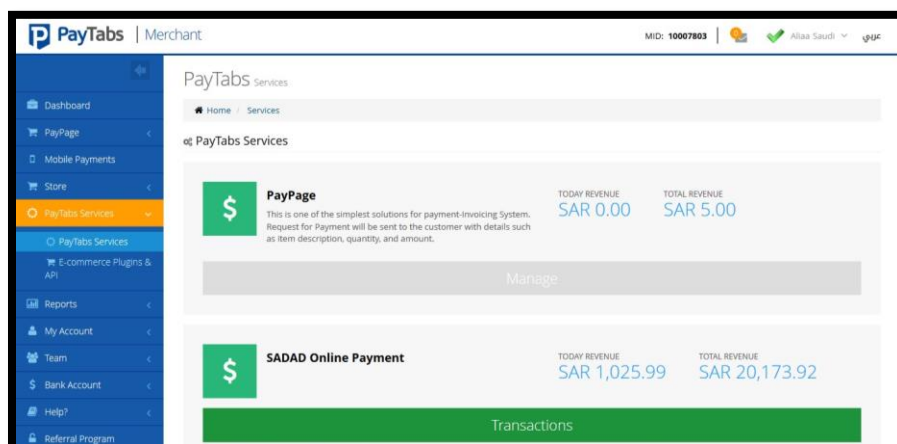 PayTabs | Merchant
MID: 10007803
Aliaa Saudi
عربي
Dashboard
PayPage
Mobile Payments
Store
PayTabs Services
PayTabs Services
E-commerce Plugins &
API
Reports
My Account
Team
Bank Account
Help?
Referral Program
PayTabs Services
Home / Services
PayTabs Services
PayPage
This is one of the simplest solutions for payment-Invoicing System.
Request for Payment will be sent to the customer with details such
as item description, quantity, and amount.
TODAY REVENUE
SAR 0.00
TOTAL REVENUE
SAR 5.00
Manage
SADAD Online Payment
TODAY REVENUE
SAR 1,025.99
TOTAL REVENUE
SAR 20,173.92
Transactions